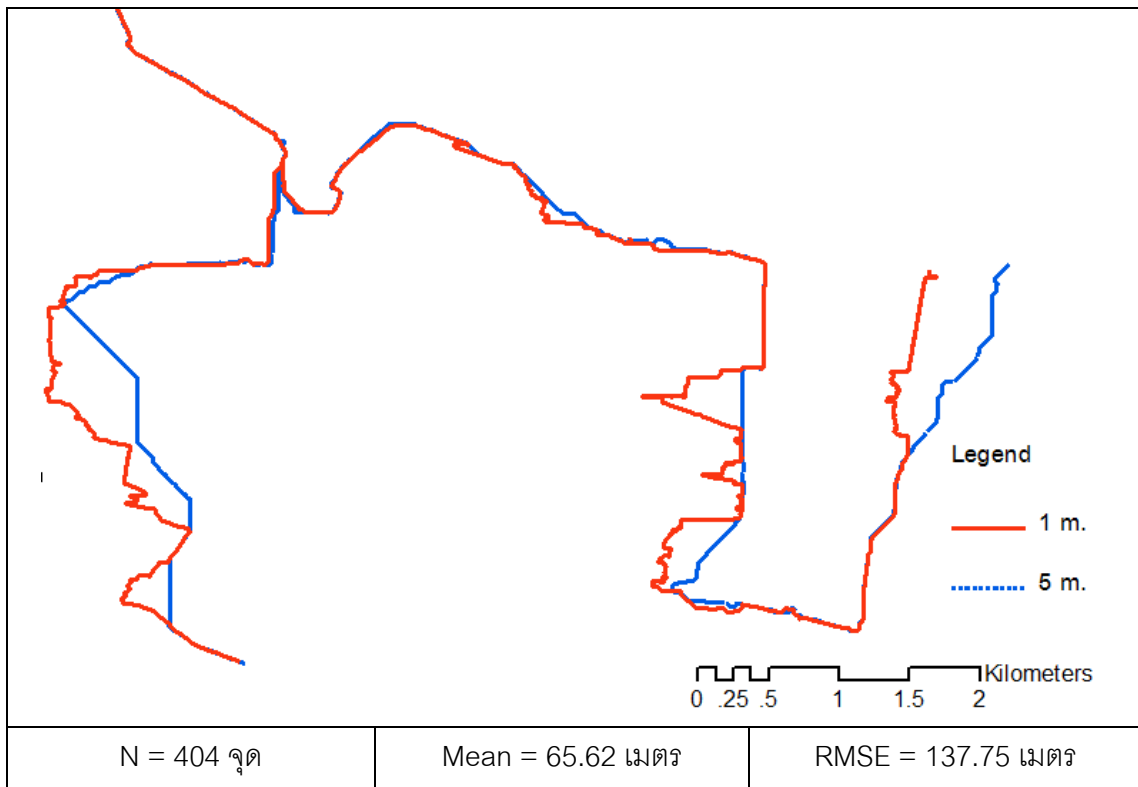 Legend
1 m.
5 m.
Kilometers
0 .25 .5 1 1.5 2
N = 404 จุด
Mean = 65.62 เมตร
RMSE = 137.75 เมตร